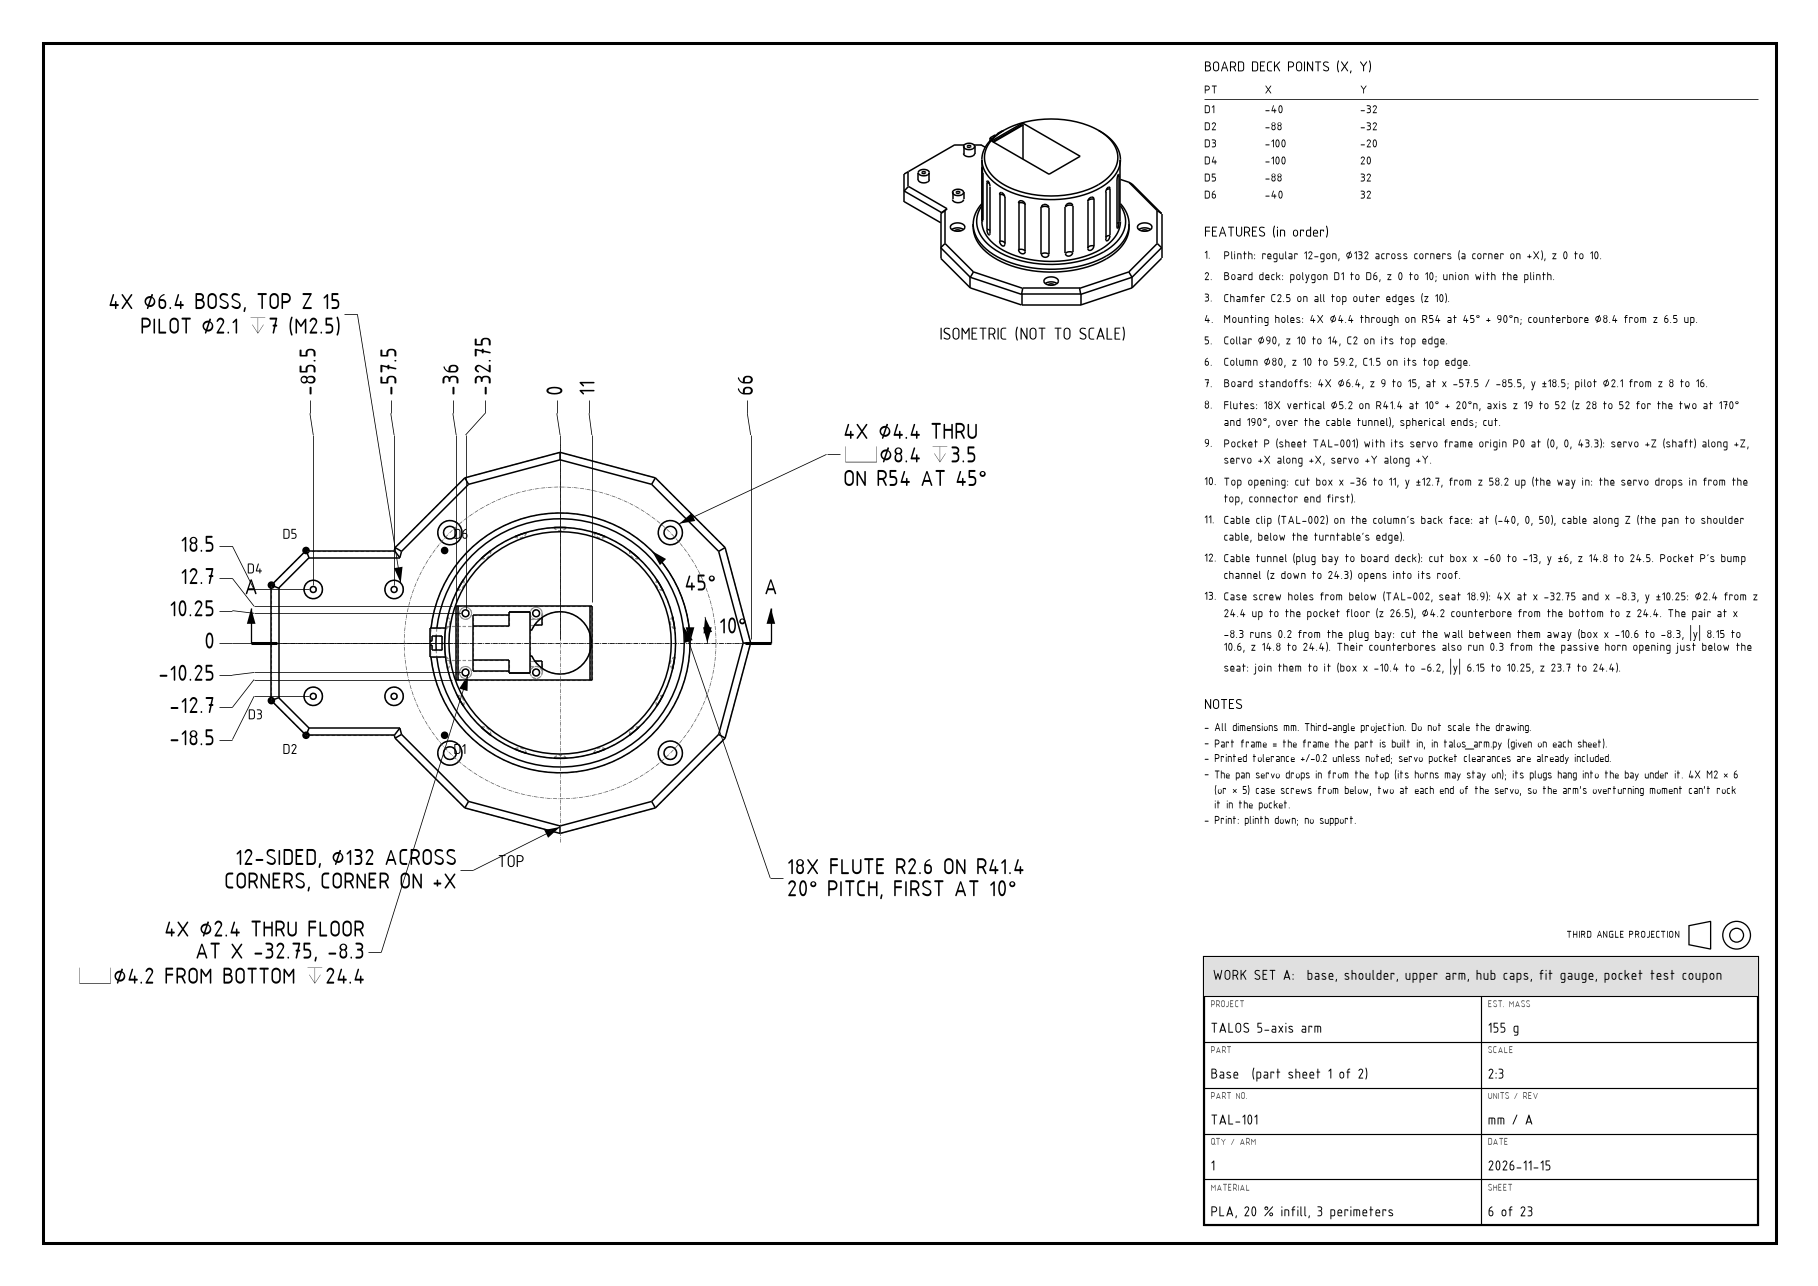 BOARD DECK POINTS (X, Y)
PT X Y
D1 -40 -32
D2 -88 -32
D3 -100 -20
D4 -100 20
D5 -88 32
D6 -40 32
FEATURES (in order)
1. Plinth: regular 12-gon, Ø132 across corners (a corner on +X), z 0 to 10.
2. Board deck: polygon D1 to D6, z 0 to 10; union with the plinth.
3. Chamfer C2.5 on all top outer edges (z 10).
4. Mounting holes: 4X Ø4.4 through on R54 at 45° + 90°n; counterbore Ø8.4 from z 6.5 up.
5. Collar Ø90, z 10 to 14, C2 on its top edge.
6. Column Ø80, z 10 to 59.2, C1.5 on its top edge.
7. Board standoffs: 4X Ø6.4, z 9 to 15, at x -57.5 / -85.5, y ±18.5; pilot Ø2.1 from z 8 to 16.
8. Flutes: 18X vertical Ø5.2 on R41.4 at 10° + 20°n, axis z 19 to 52 (z 28 to 52 for the two at 170°
and 190°, over the cable tunnel), spherical ends; cut.
9. Pocket P (sheet TAL-001) with its servo frame origin P0 at (0, 0, 43.3): servo +Z (shaft) along +Z,
servo +X along +X, servo +Y along +Y.
10. Top opening: cut box x -36 to 11, y ±12.7, from z 58.2 up (the way in: the servo drops in from the
top, connector end first).
11. Cable clip (TAL-002) on the column's back face: at (-40, 0, 50), cable along Z (the pan to shoulder
cable, below the turntable's edge).
12. Cable tunnel (plug bay to board deck): cut box x -60 to -13, y ±6, z 14.8 to 24.5. Pocket P's bump
channel (z down to 24.3) opens into its roof.
13. Case screw holes from below (TAL-002, seat 18.9): 4X at x -32.75 and x -8.3, y ±10.25: Ø2.4 from z
24.4 up to the pocket floor (z 26.5), Ø4.2 counterbore from the bottom to z 24.4. The pair at x
-8.3 runs 0.2 from the plug bay: cut the wall between them away (box x -10.6 to -8.3, |y| 8.15 to
10.6, z 14.8 to 24.4). Their counterbores also run 0.3 from the passive horn opening just below the
seat: join them to it (box x -10.4 to -6.2, |y| 6.15 to 10.25, z 23.7 to 24.4).
NOTES
- All dimensions mm. Third-angle projection. Do not scale the drawing.
- Part frame = the frame the part is built in, in talos_arm.py (given on each sheet).
- Printed tolerance +/-0.2 unless noted; servo pocket clearances are already included.
- The pan servo drops in from the top (its horns may stay on); its plugs hang into the bay under it. 4X M2 × 6
(or × 5) case screws from below, two at each end of the servo, so the arm's overturning moment can't rock
it in the pocket.
- Print: plinth down; no support.
ISOMETRIC (NOT TO SCALE)
4X Ø6.4 BOSS, TOP Z 15
PILOT Ø2.1 ↧7 (M2.5)
-85.5
-57.5
-36
-32.75
0
11
66
4X Ø4.4 THRU
⌴Ø8.4 ↧3.5
ON R54 AT 45°
D5
D6
D4
D3
D2
D1
18.5
12.7
10.25
0
-10.25
-12.7
-18.5
A
A
45°
10°
12-SIDED, Ø132 ACROSS
CORNERS, CORNER ON +X
TOP
18X FLUTE R2.6 ON R41.4
20° PITCH, FIRST AT 10°
4X Ø2.4 THRU FLOOR
AT X -32.75, -8.3
⌴Ø4.2 FROM BOTTOM ↧24.4
THIRD ANGLE PROJECTION
WORK SET A: base, shoulder, upper arm, hub caps, fit gauge, pocket test coupon
PROJECT
TALOS 5-axis arm
EST. MASS
155 g
PART
Base (part sheet 1 of 2)
SCALE
2:3
PART NO.
TAL-101
UNITS / REV
mm / A
QTY / ARM
1
DATE
2026-11-15
MATERIAL
PLA, 20 % infill, 3 perimeters
SHEET
6 of 23